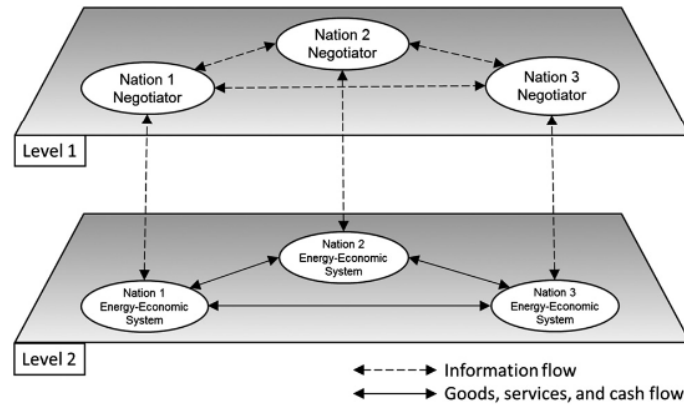 Nation 2
Negotiator
Nation 1
Negotiator
Nation 3
Negotiator
Level 1
Nation 2
Energy-Economic
System
Nation 1
Energy-Economic
System
Nation 3
Energy-Economic
System
Level 2
Information flow
Goods, services, and cash flow